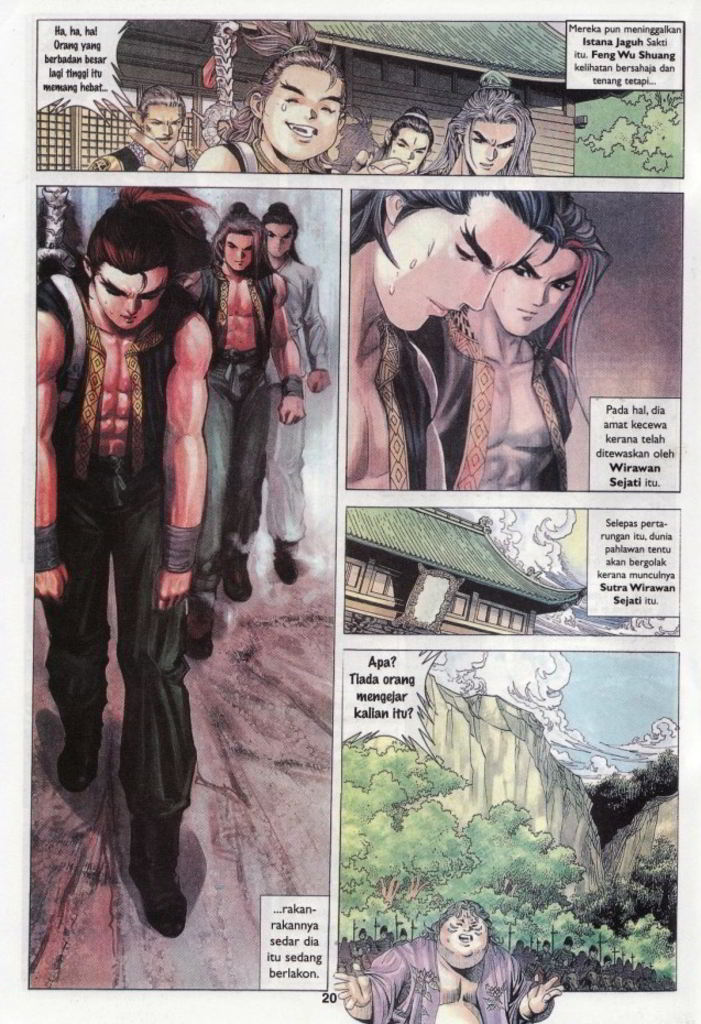 Ha, ha, ha!
Orang yang
berbadan besar
lagi tinggi itu
memang hebat...
Mereka pun meninggalkan
Istana Jaguh Sakti
itu. Feng Wu Shuang
kelihatan bersahaja dan
tenang tetapi...
...rakan-
rakannya
sedar dia
itu sedang
berlakon.
Pada hal, dia
amat kecewa
kerana telah
ditewaskan oleh
Wirawan
Sejati itu.
Selepas perta-
rungan itu, dunia
pahlawan tentu
akan bergolak
kerana munculnya
Sutra Wirawan
Sejati itu.
Apa?
Tiada orang
mengejar
kalian itu?
20